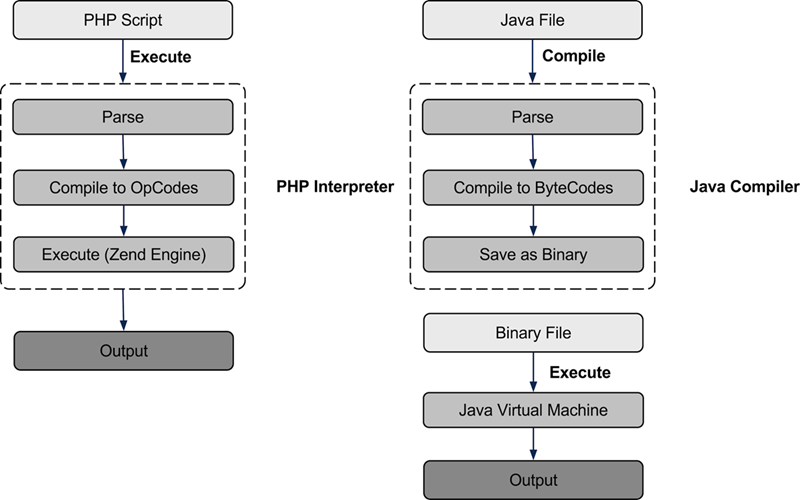 PHP Script
Execute
Parse
Compile to OpCodes
Execute (Zend Engine)
PHP Interpreter
Output
Java File
Compile
Parse
Compile to ByteCodes
Save as Binary
Java Compiler
Binary File
Execute
Java Virtual Machine
Output